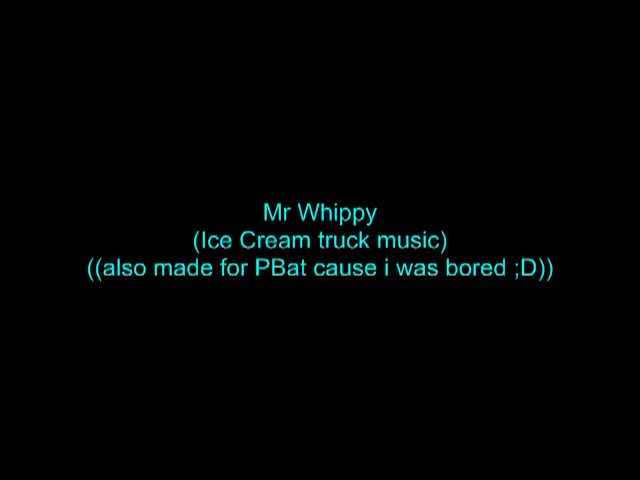 Mr Whippy
(Ice Cream truck music)
((also made for PBat cause i was bored ;D))